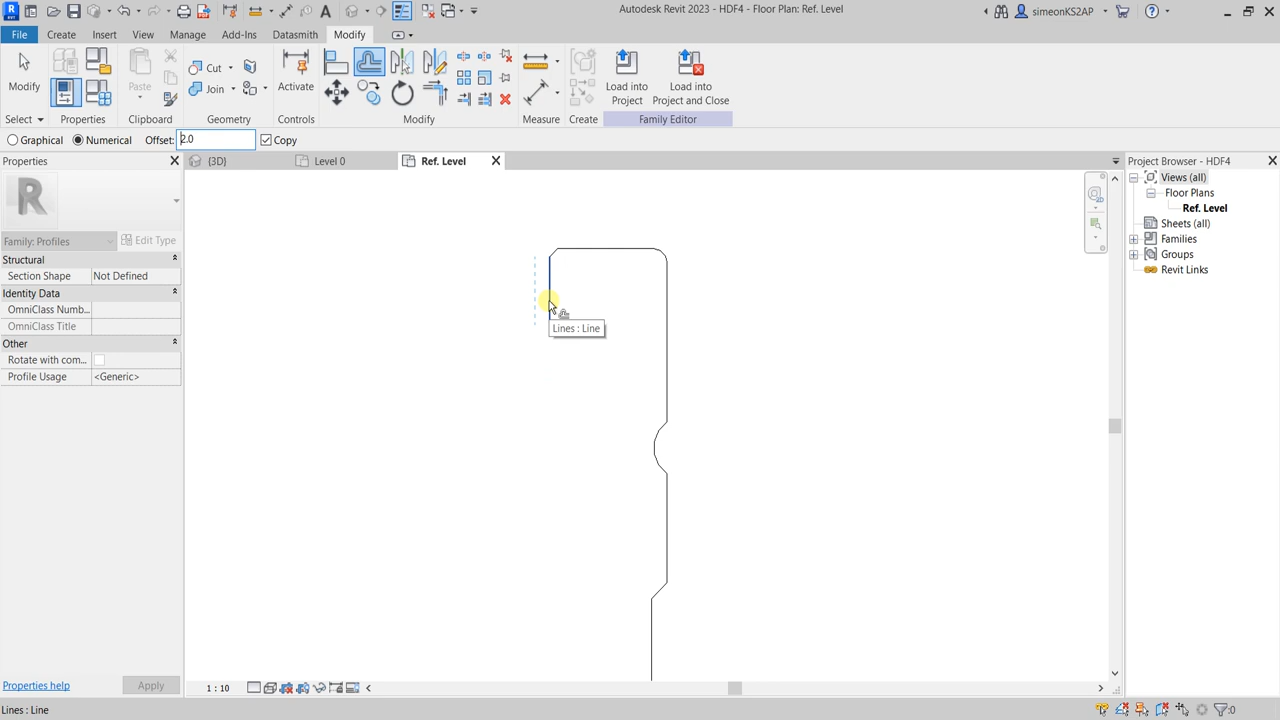 Autodesk Revit 2023 - HDF4 - Floor Plan: Ref. Level
simeonKS2AP
File
Create
Insert
View
Manage
Add-Ins
Datasmith
Modify
Modify
Paste
Cut
Join
Activate
Load into
Project
Load into
Project and Close
Select
Properties
Clipboard
Geometry
Controls
Modify
Measure
Create
Family Editor
Graphical
Numerical
Offset:
2.0
Copy
Properties
{3D}
Level 0
Ref. Level
Project Browser - HDF4
R
Family: Profiles
Edit Type
Structural
Section Shape
Not Defined
Identity Data
OmniClass Numb...
OmniClass Title
Other
Rotate with com...
Profile Usage
<Generic>
Views (all)
Floor Plans
Ref. Level
Sheets (all)
Families
Groups
Revit Links
Lines : Line
Properties help
Apply
1 : 10
Lines : Line
:0